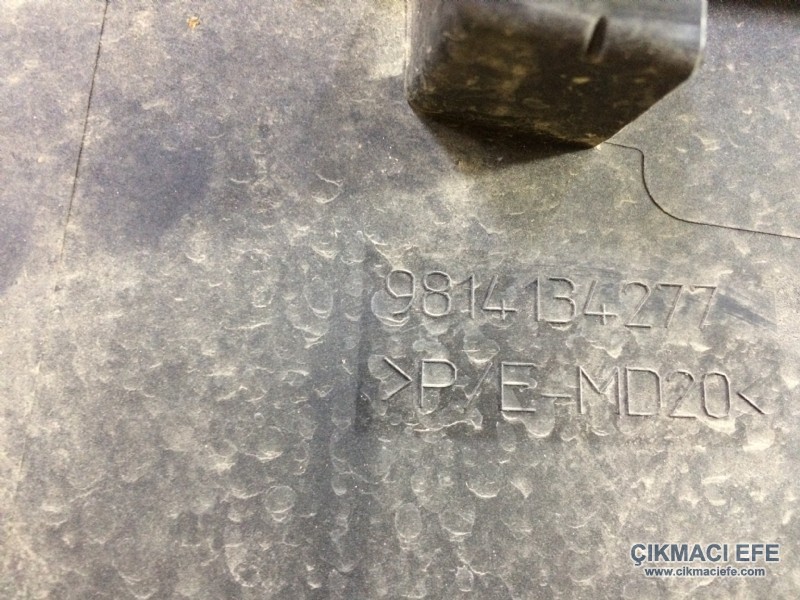 9814134277
>P/E-MD20<
ÇIKMACI EFE
www.cikmaciefe.com